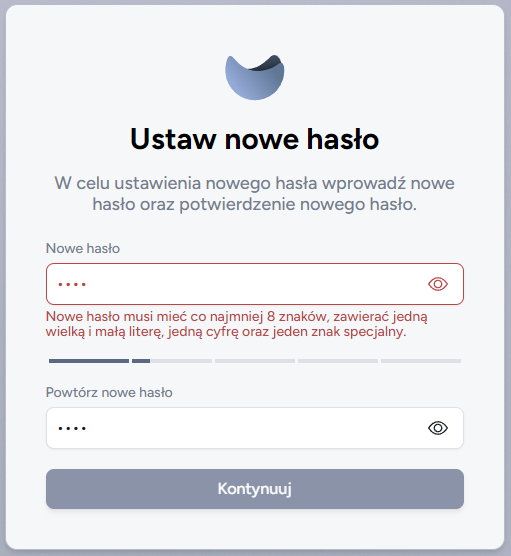 Ustaw nowe hasło
W celu ustawienia nowego hasła wprowadź nowe
hasło oraz potwierdzenie nowego hasło.
Nowe hasło
••••
Nowe hasło musi mieć co najmniej 8 znaków, zawierać jedną
wielką i małą literę, jedną cyfrę oraz jeden znak specjalny.
Powtórz nowe hasło
••••
Kontynuuj